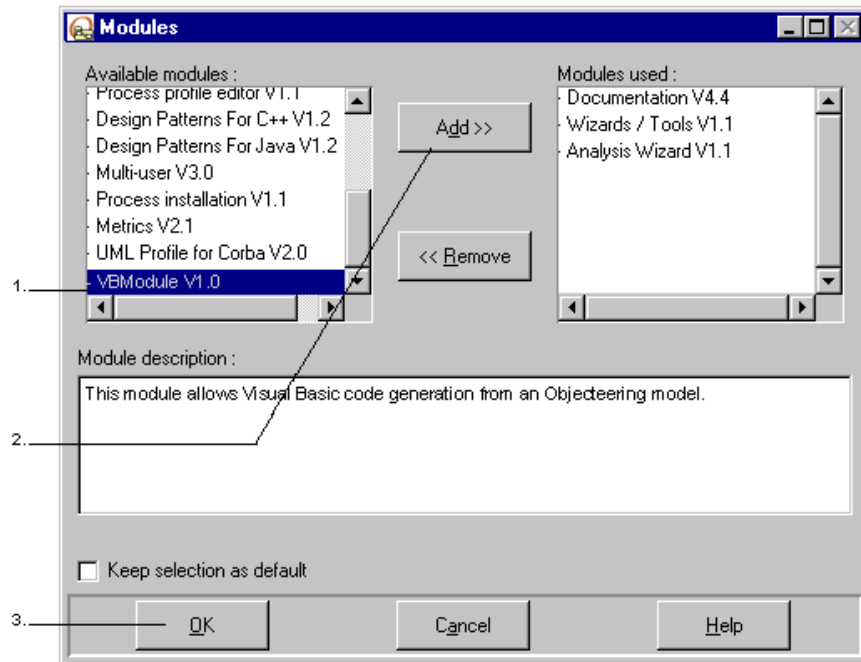 Modules
Available modules :
Process profile editor V1.1
Design Patterns For C++ V1.2
Design Patterns For Java V1.2
Multi-user V3.0
Process installation V1.1
Metrics V2.1
UML Profile for Corba V2.0
VBModule V1.0
Add >>
<< Remove
Modules used :
Documentation V4.4
Wizards / Tools V1.1
Analysis Wizard V1.1
1.
Module description :
This module allows Visual Basic code generation from an Objecteering model.
2.
Keep selection as default
3.
OK
Cancel
Help